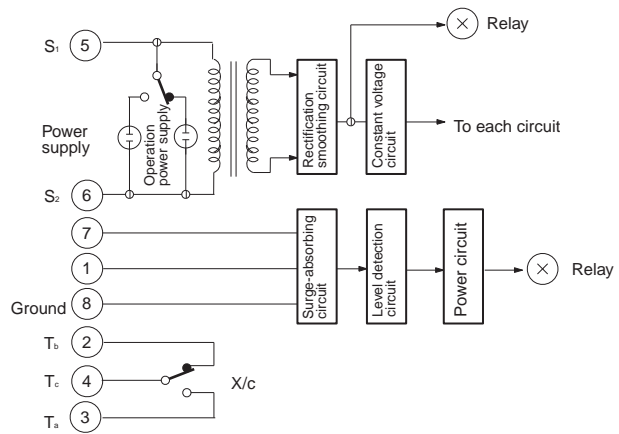 S₁ 5
Relay
Power
supply
Operation
power supply
Rectification
smoothing circuit
Constant voltage
circuit
To each circuit
S₂ 6
7
1
Ground 8
Surge-absorbing
circuit
Level detection
circuit
Power circuit
Relay
Tb 2
Tc 4
X/c
Ta 3